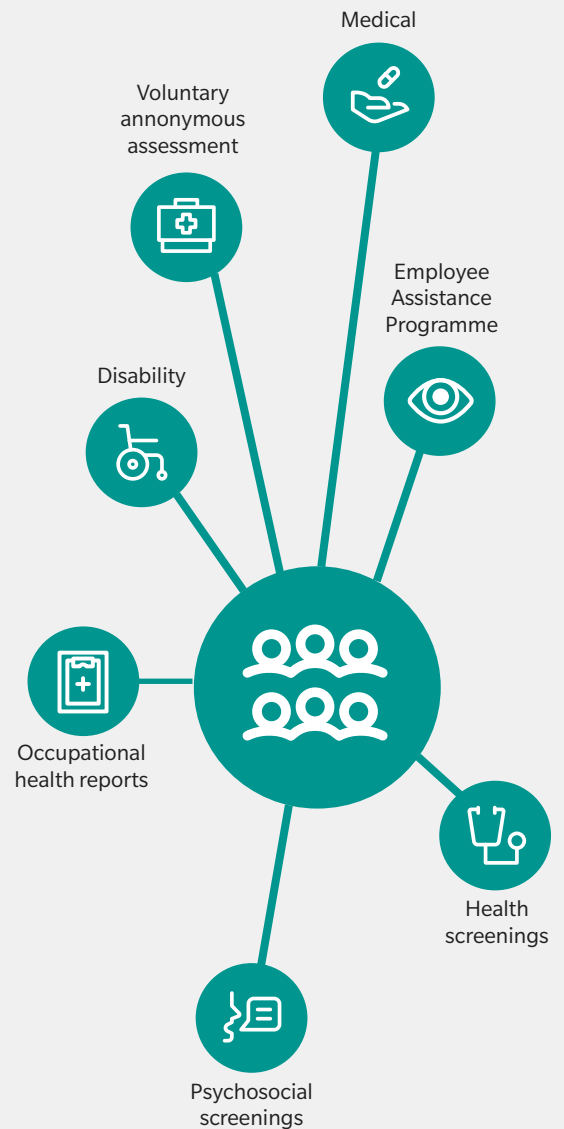 Medical
Voluntary
annonymous
assessment
Employee
Assistance
Programme
Disability
Occupational
health reports
Health
screenings
Psychosocial
screenings